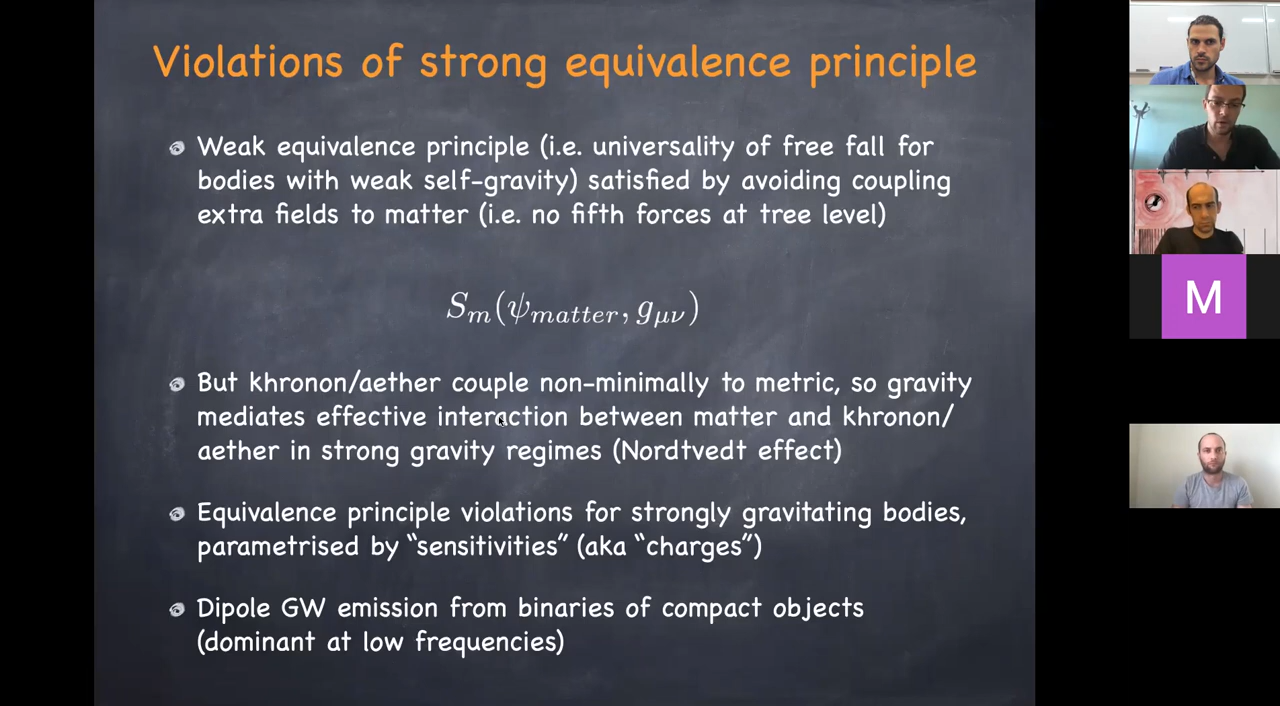 Violations of strong equivalence principle
Weak equivalence principle (i.e. universality of free fall for
bodies with weak self-gravity) satisfied by avoiding coupling
extra fields to matter (i.e. no fifth forces at tree level)
S_m(ψ_{matter}, g_{μν})
But khronon/aether couple non-minimally to metric, so gravity
mediates effective interaction between matter and khronon/
aether in strong gravity regimes (Nordtvedt effect)
Equivalence principle violations for strongly gravitating bodies,
parametrised by “sensitivities” (aka “charges”)
Dipole GW emission from binaries of compact objects
(dominant at low frequencies)
M